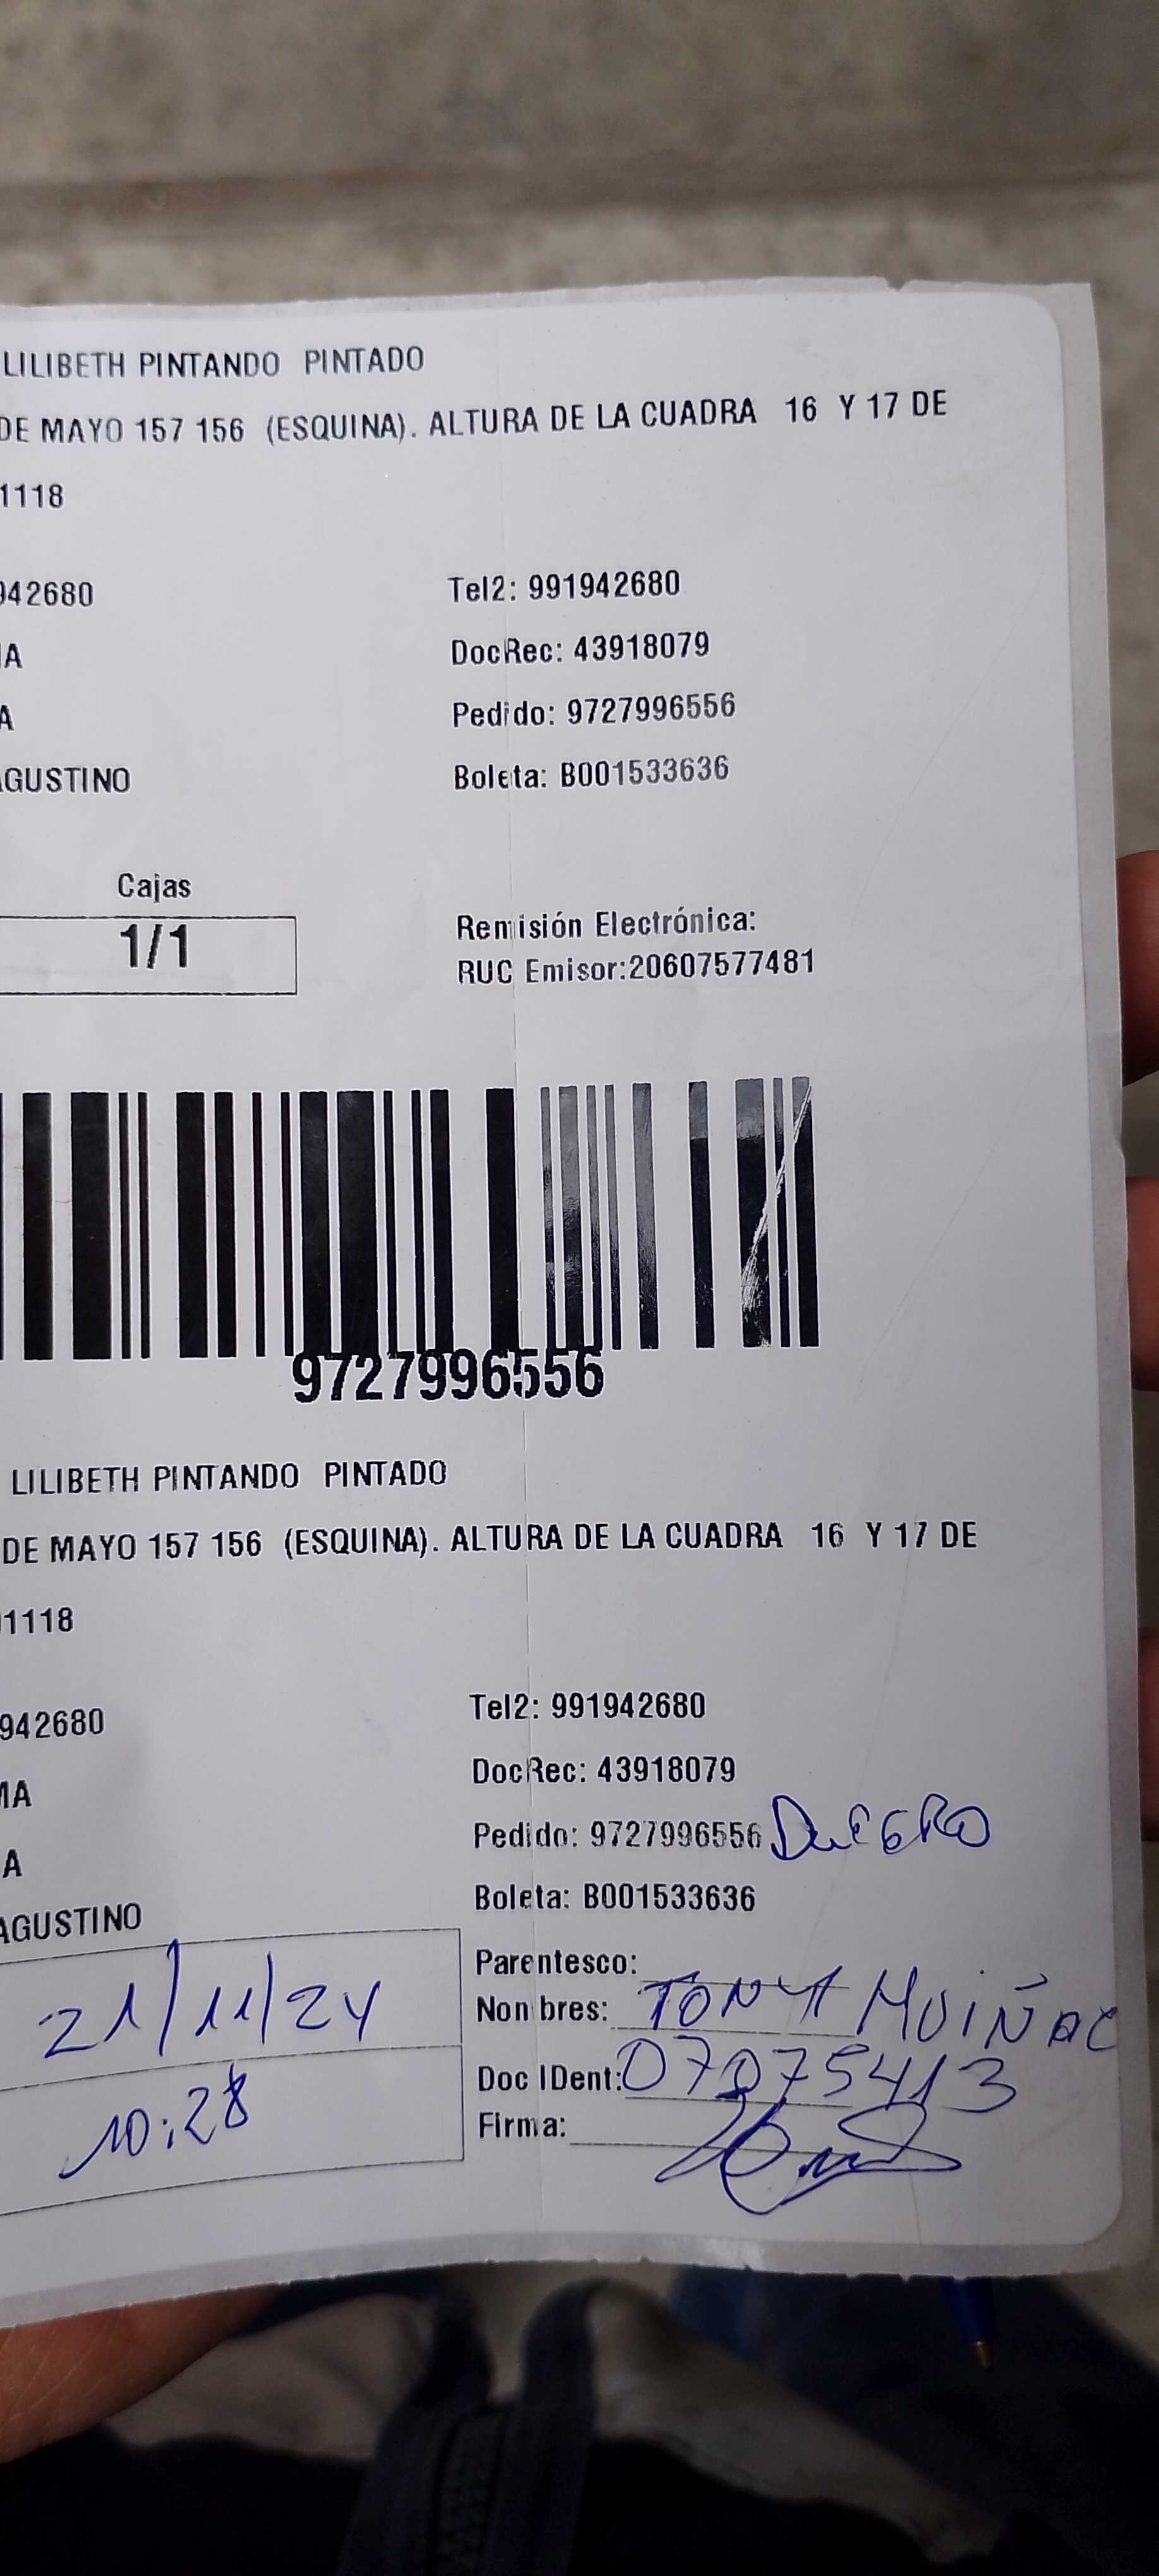 LILIBETH PINTANDO PINTADO
DE MAYO 157 156 (ESQUINA). ALTURA DE LA CUADRA 16 Y 17 DE
1118
942680 Tel2: 991942680
DocRec: 43918079
A Pedido: 9727996556
AGUSTINO Boleta: B001533636
Cajas
1/1
Remisión Electrónica:
RUC Emisor:20607577481
9727996556
LILIBETH PINTANDO PINTADO
DE MAYO 157 156 (ESQUINA). ALTURA DE LA CUADRA 16 Y 17 DE
1118
942680 Tel2: 991942680
MA DocRec: 43918079
A Pedido: 9727996556
AGUSTINO Boleta: B001533636
21/11/24
10:28
Parentesco:
Nombres: TONY
Doc IDent: 07075413
Firma: